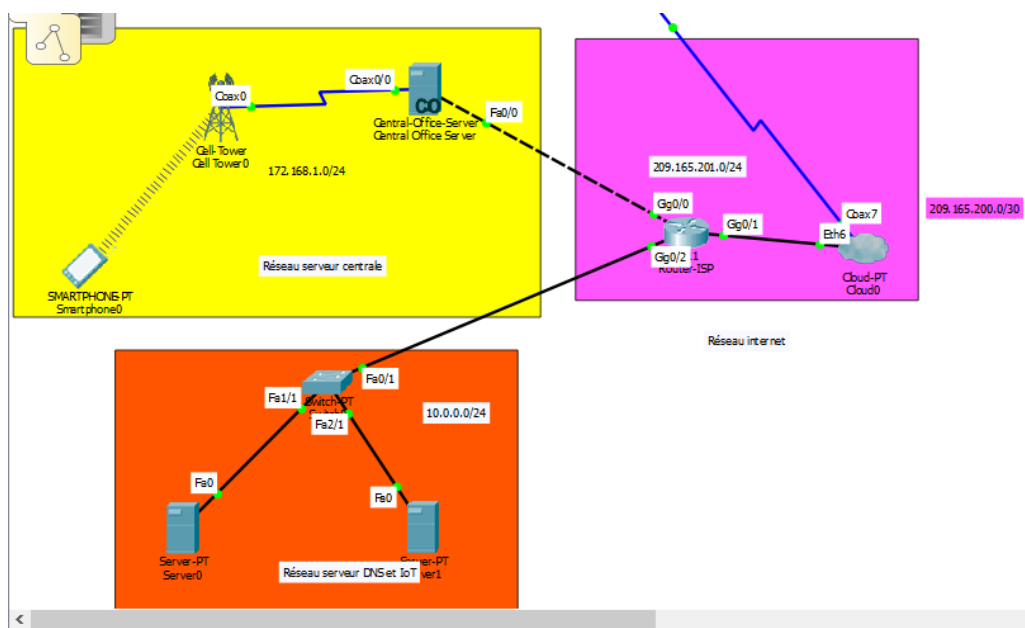 Coax0
Coax0/0
CO
Central-Office-Server
Central Office Server
Fa0/0
Cell-Tower
Cell Tower0
172.168.1.0/24
SMARTPHONE-PT
Smartphone0
Réseau serveur centrale
209.165.201.0/24
Gig0/0
Gig0/1
Gig0/2
Router-ISP
Coax7
Eth6
Cloud-PT
Cloud0
209.165.200.0/30
Réseau internet
Fa0/1
Switch-PT
Fa1/1
Fa2/1
10.0.0.0/24
Fa0
Fa0
Server-PT
Server0
Server-PT
Réseau serveur DNS et IoT